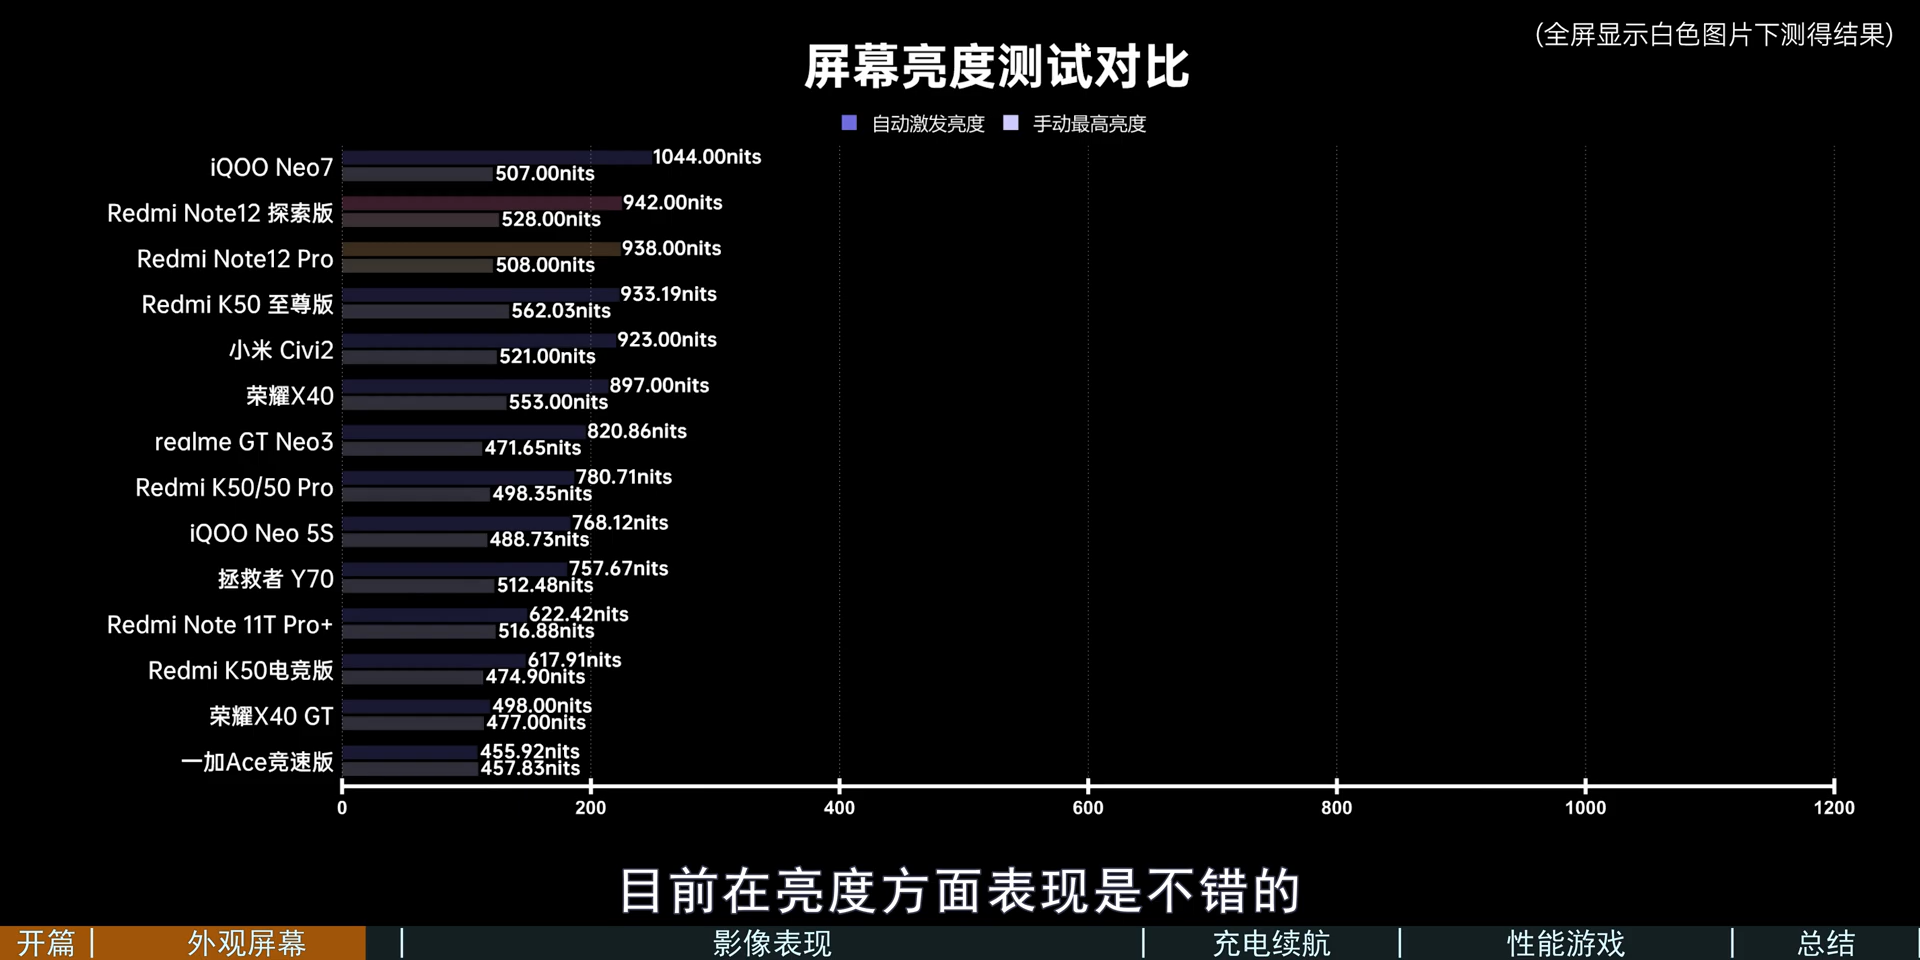 (全屏显示白色图片下测得结果)
屏幕亮度测试对比
自动激发亮度 手动最高亮度
iQOO Neo7 1044.00nits
507.00nits
Redmi Note12 探索版 942.00nits
528.00nits
Redmi Note12 Pro 938.00nits
508.00nits
Redmi K50 至尊版 933.19nits
562.03nits
小米 Civi2 923.00nits
521.00nits
荣耀X40 897.00nits
553.00nits
realme GT Neo3 820.86nits
471.65nits
Redmi K50/50 Pro 780.71nits
498.35nits
iQOO Neo 5S 768.12nits
488.73nits
拯救者 Y70 757.67nits
512.48nits
Redmi Note 11T Pro+ 622.42nits
516.88nits
Redmi K50电竞版 617.91nits
474.90nits
荣耀X40 GT 498.00nits
477.00nits
一加Ace竞速版 455.92nits
457.83nits
0 200 400 600 800 1000 1200
目前在亮度方面表现是不错的
开篇 外观屏幕 影像表现 充电续航 性能游戏 总结